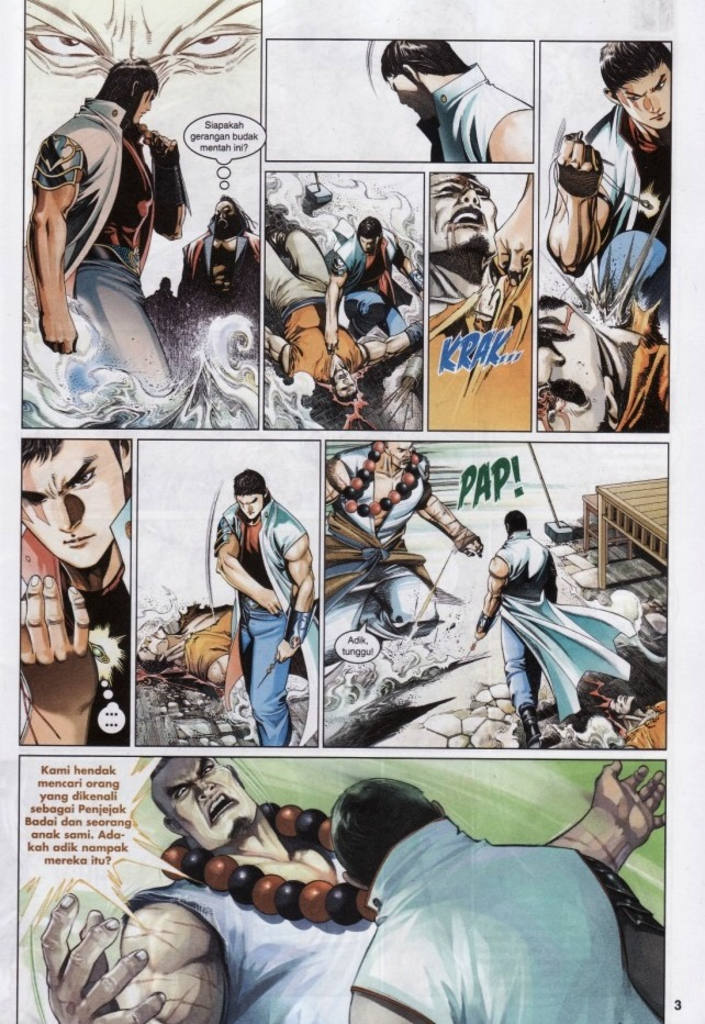 Siapakah
gerangan budak
mentah ini?
KRAK...
...
...
PAP!
Adik,
tunggu!
Kami hendak
mencari orang
yang dikenali
sebagai Penjejak
Badai dan seorang
anak sami. Ada-
kah adik nampak
mereka itu?
3